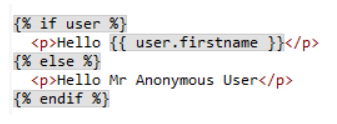 {% if user %}
<p>Hello {{ user.firstname }}</p>
{% else %}
<p>Hello Mr Anonymous User</p>
{% endif %}